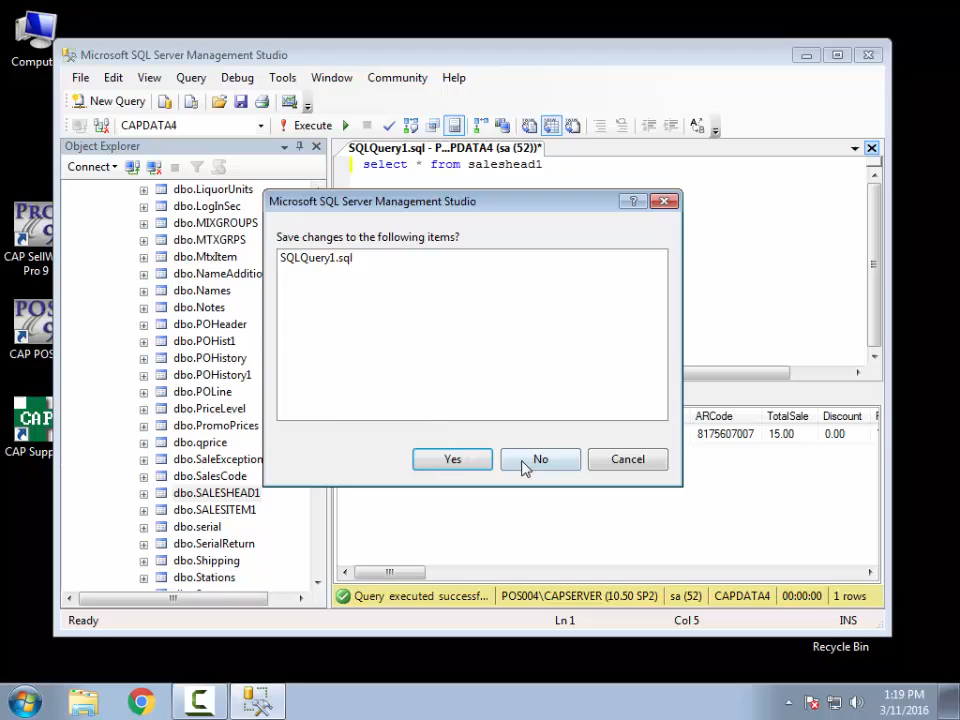 Comput
Microsoft SQL Server Management Studio
File Edit View Query Debug Tools Window Community Help
New Query
CAPDATA4 Execute
Object Explorer
SQLQuery1.sql - P...PDATA4 (sa (52))*
Connect
select * from saleshead1
dbo.LiquorUnits
dbo.LogInSec
dbo.MIXGROUPS
dbo.MTXGRPS
dbo.MtxItem
dbo.NameAdditio
dbo.Names
dbo.Notes
dbo.POHeader
dbo.POHist1
dbo.POHistory
dbo.POHistory1
dbo.POLine
dbo.PriceLevel
dbo.PromoPrices
dbo.qprice
dbo.SaleException
dbo.SalesCode
dbo.SALESHEAD1
dbo.SALESITEM1
dbo.serial
dbo.SerialReturn
dbo.Shipping
dbo.Stations
Microsoft SQL Server Management Studio
Save changes to the following items?
SQLQuery1.sql
Yes No Cancel
ARCode TotalSale Discount
8175607007 15.00 0.00
Query executed successf... POS004\CAPSERVER (10.50 SP2) sa (52) CAPDATA4 00:00:00 1 rows
Ready Ln 1 Col 5 INS
PRO
CAP SellW
Pro 9
POS
9
CAP POS
CAP
CAP Supp
Recycle Bin
C
1:19 PM
3/11/2016